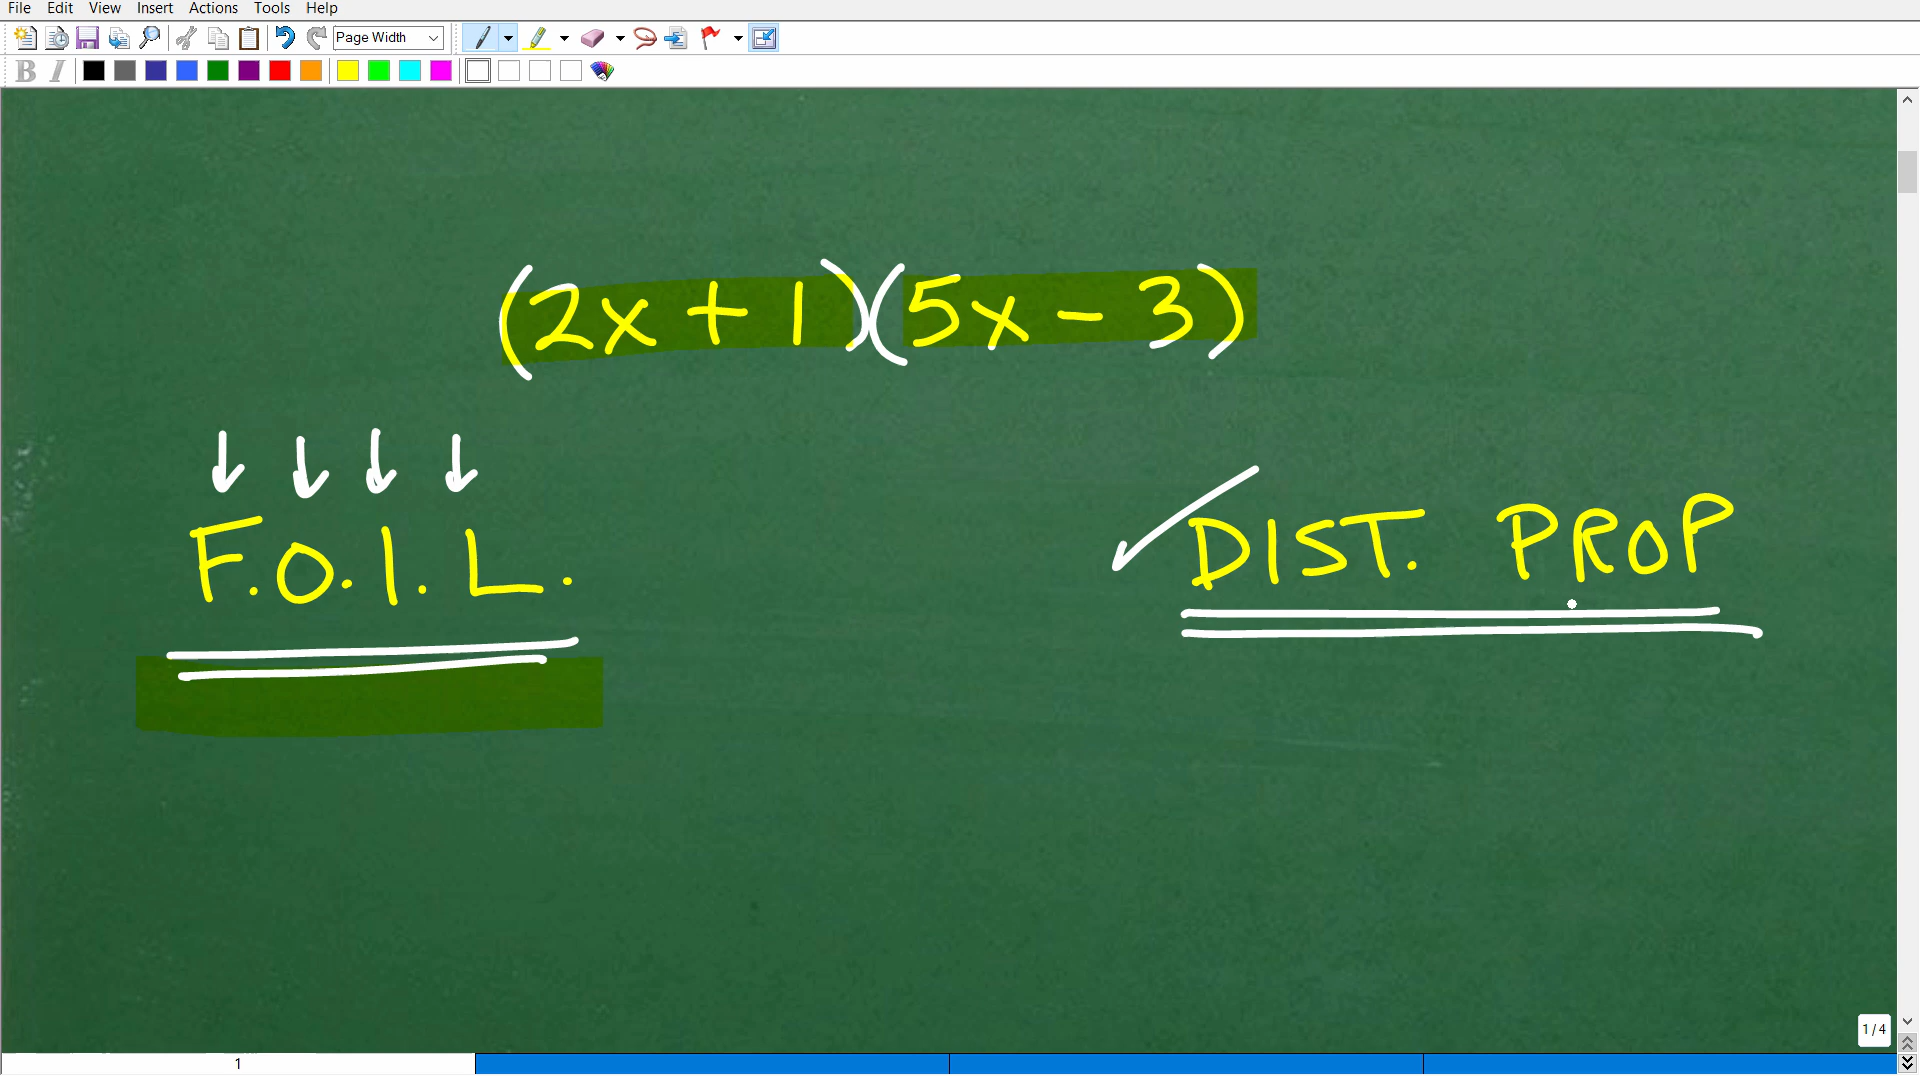 File Edit View Insert Actions Tools Help
Page Width
B I
(2x + 1)(5x - 3)
F.O.I.L.
DIST. PROP
1 / 4
1